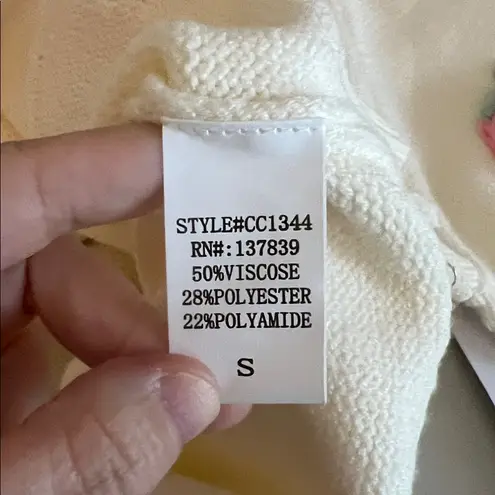 STYLE#CC1344
RN#:137839
50%VISCOSE
28%POLYESTER
22%POLYAMIDE
S